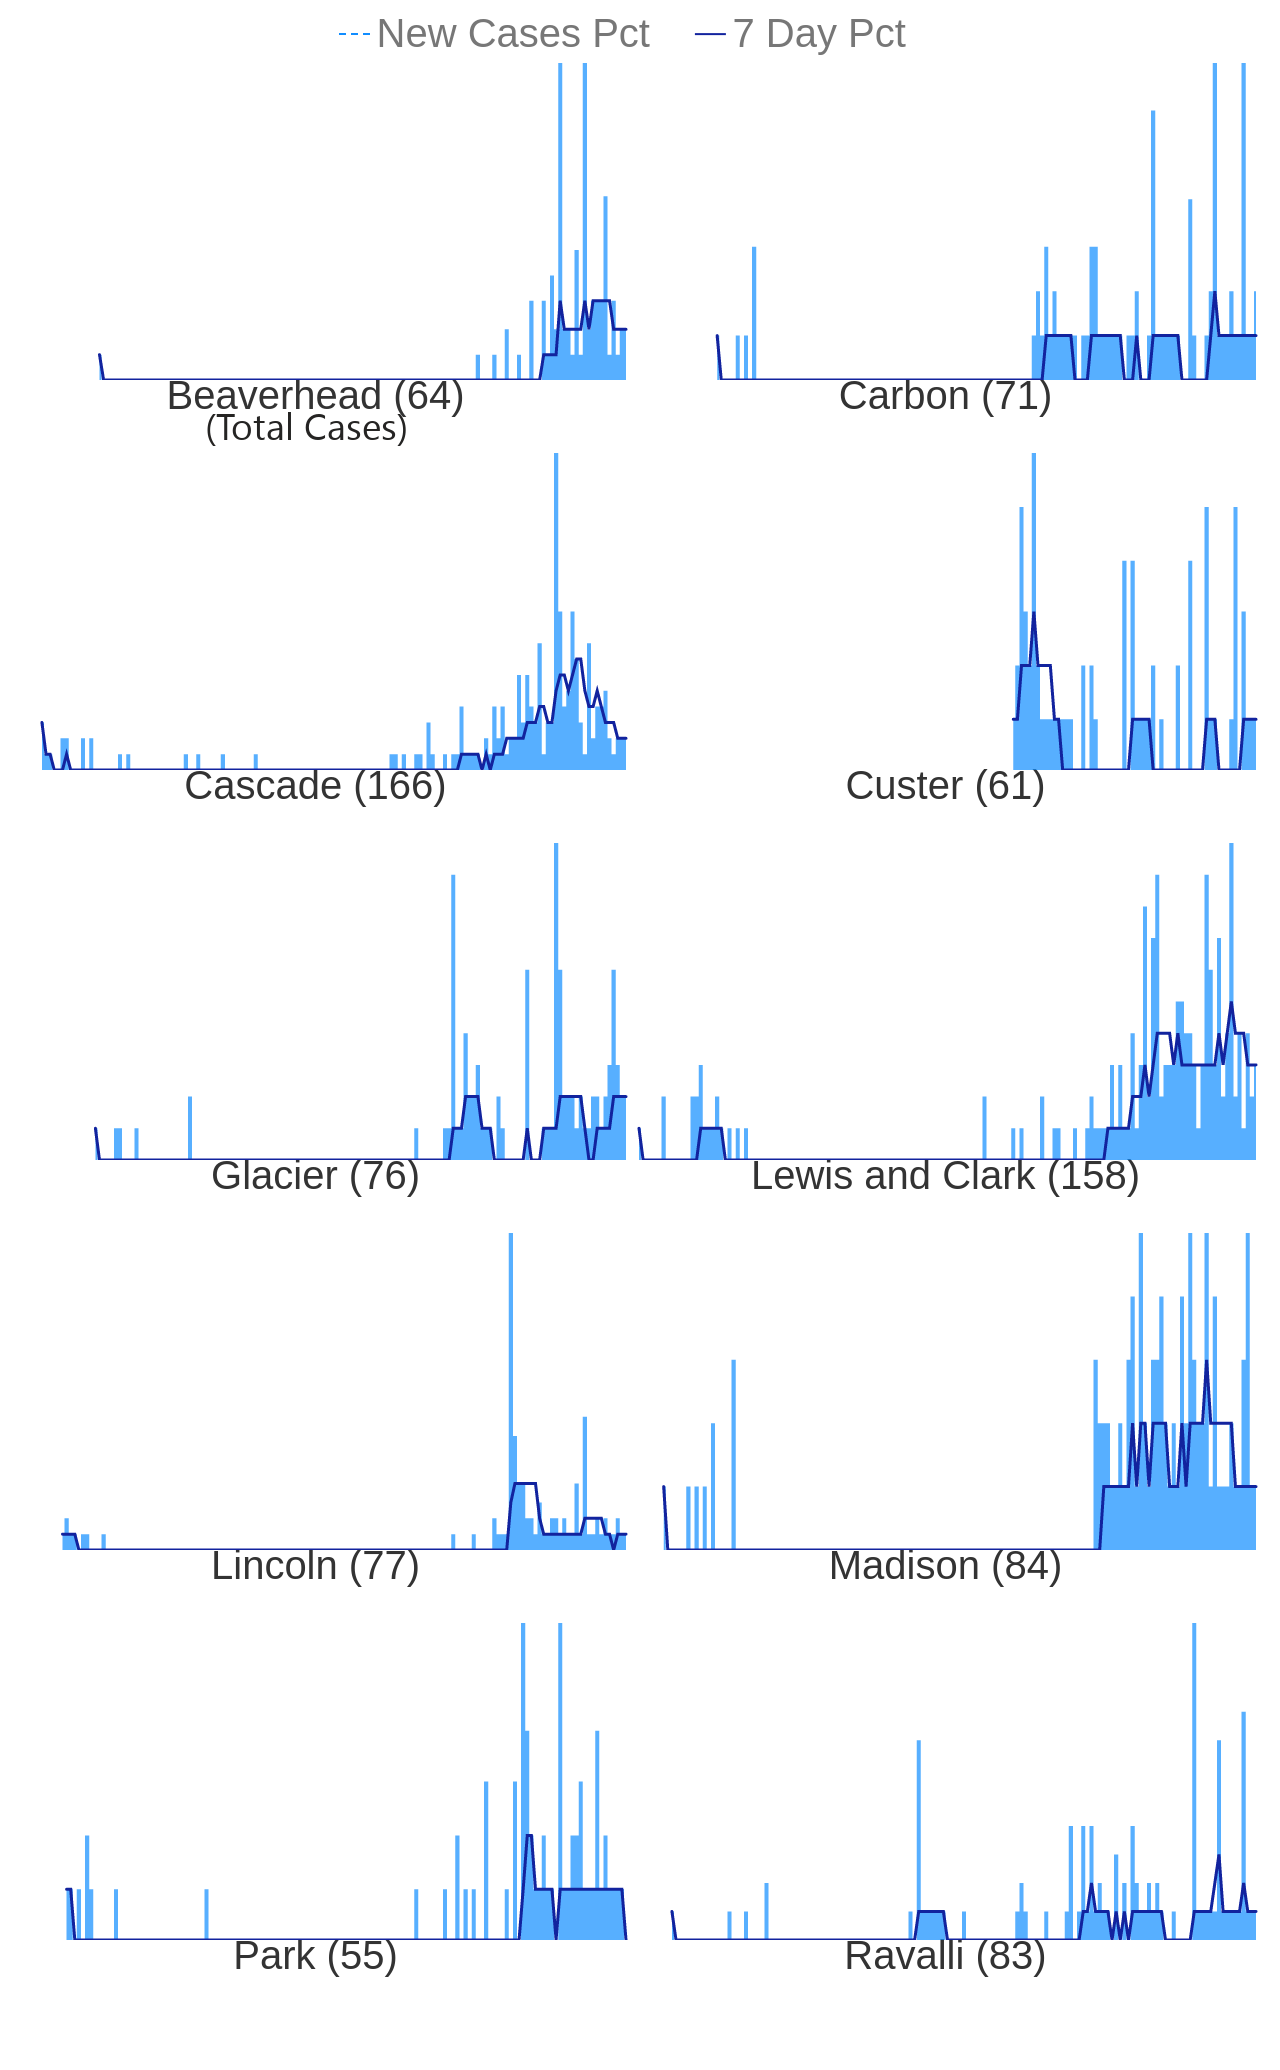 New Cases Pct 7 Day Pct
Beaverhead (64) Carbon (71)
(Total Cases)
Cascade (166) Custer (61)
Glacier (76) Lewis and Clark (158)
Lincoln (77) Madison (84)
Park (55) Ravalli (83)